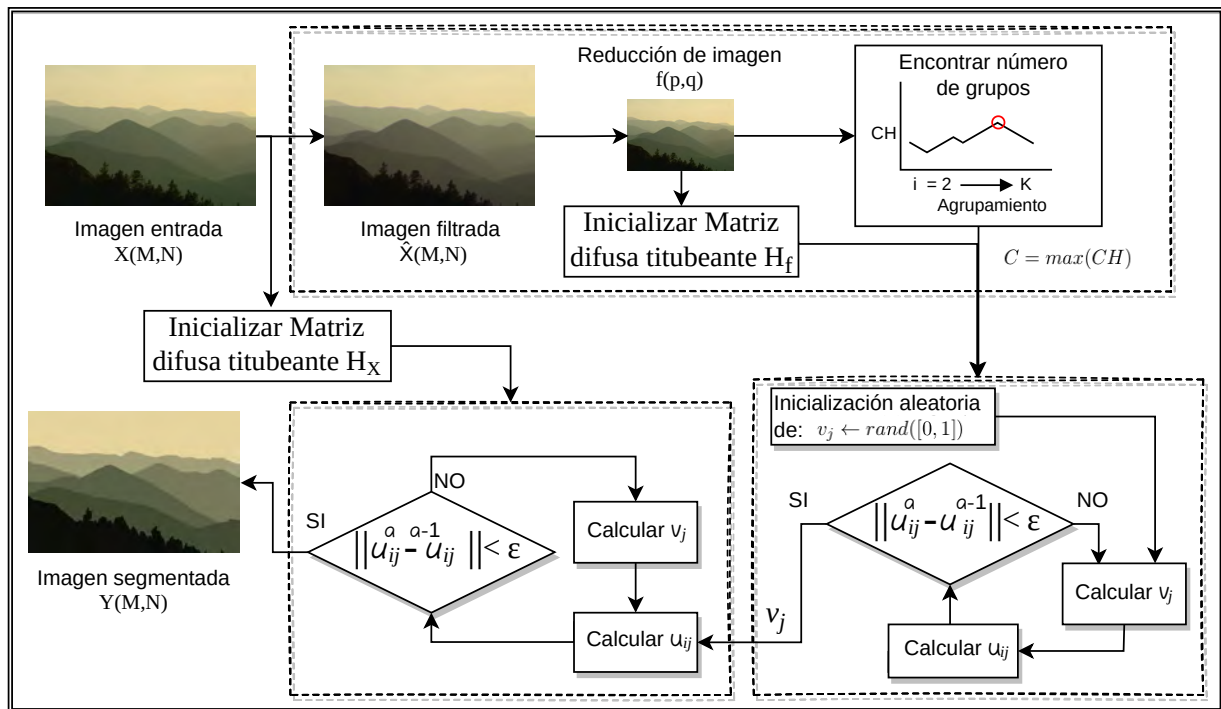 Imagen entrada
X(M,N)
Imagen filtrada
X̂(M,N)
Reducción de imagen
f(p,q)
Encontrar número
de grupos
CH
i = 2 → K
Agrupamiento
Inicializar Matriz
difusa titubeante H_f
C = max(CH)
Inicializar Matriz
difusa titubeante H_X
Inicialización aleatoria
de: v_j ← rand([0, 1])
SI
NO
||u_ij^a - u_ij^a-1|| < ε
Calcular v_j
Calcular u_ij
v_j
NO
SI
||u_ij^a - u_ij^a-1|| < ε
Calcular v_j
Calcular u_ij
Imagen segmentada
Y(M,N)